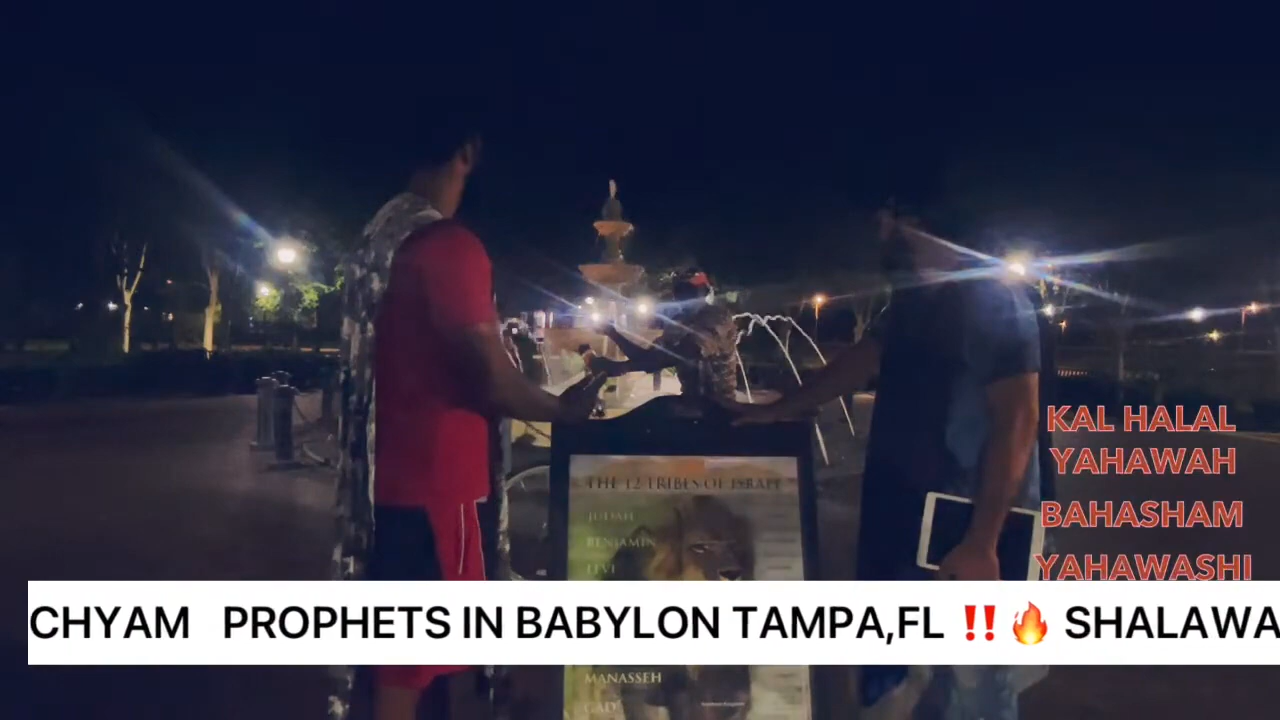 THE 12 TRIBES OF ISRAEL
JUDAH
BENJAMIN
LEVI
MANASSEH
GAD
KAL HALAL
YAHAWAH
BAHASHAM
YAHAWASHI
CHYAM PROPHETS IN BABYLON TAMPA,FL ‼️🔥 SHALAWA